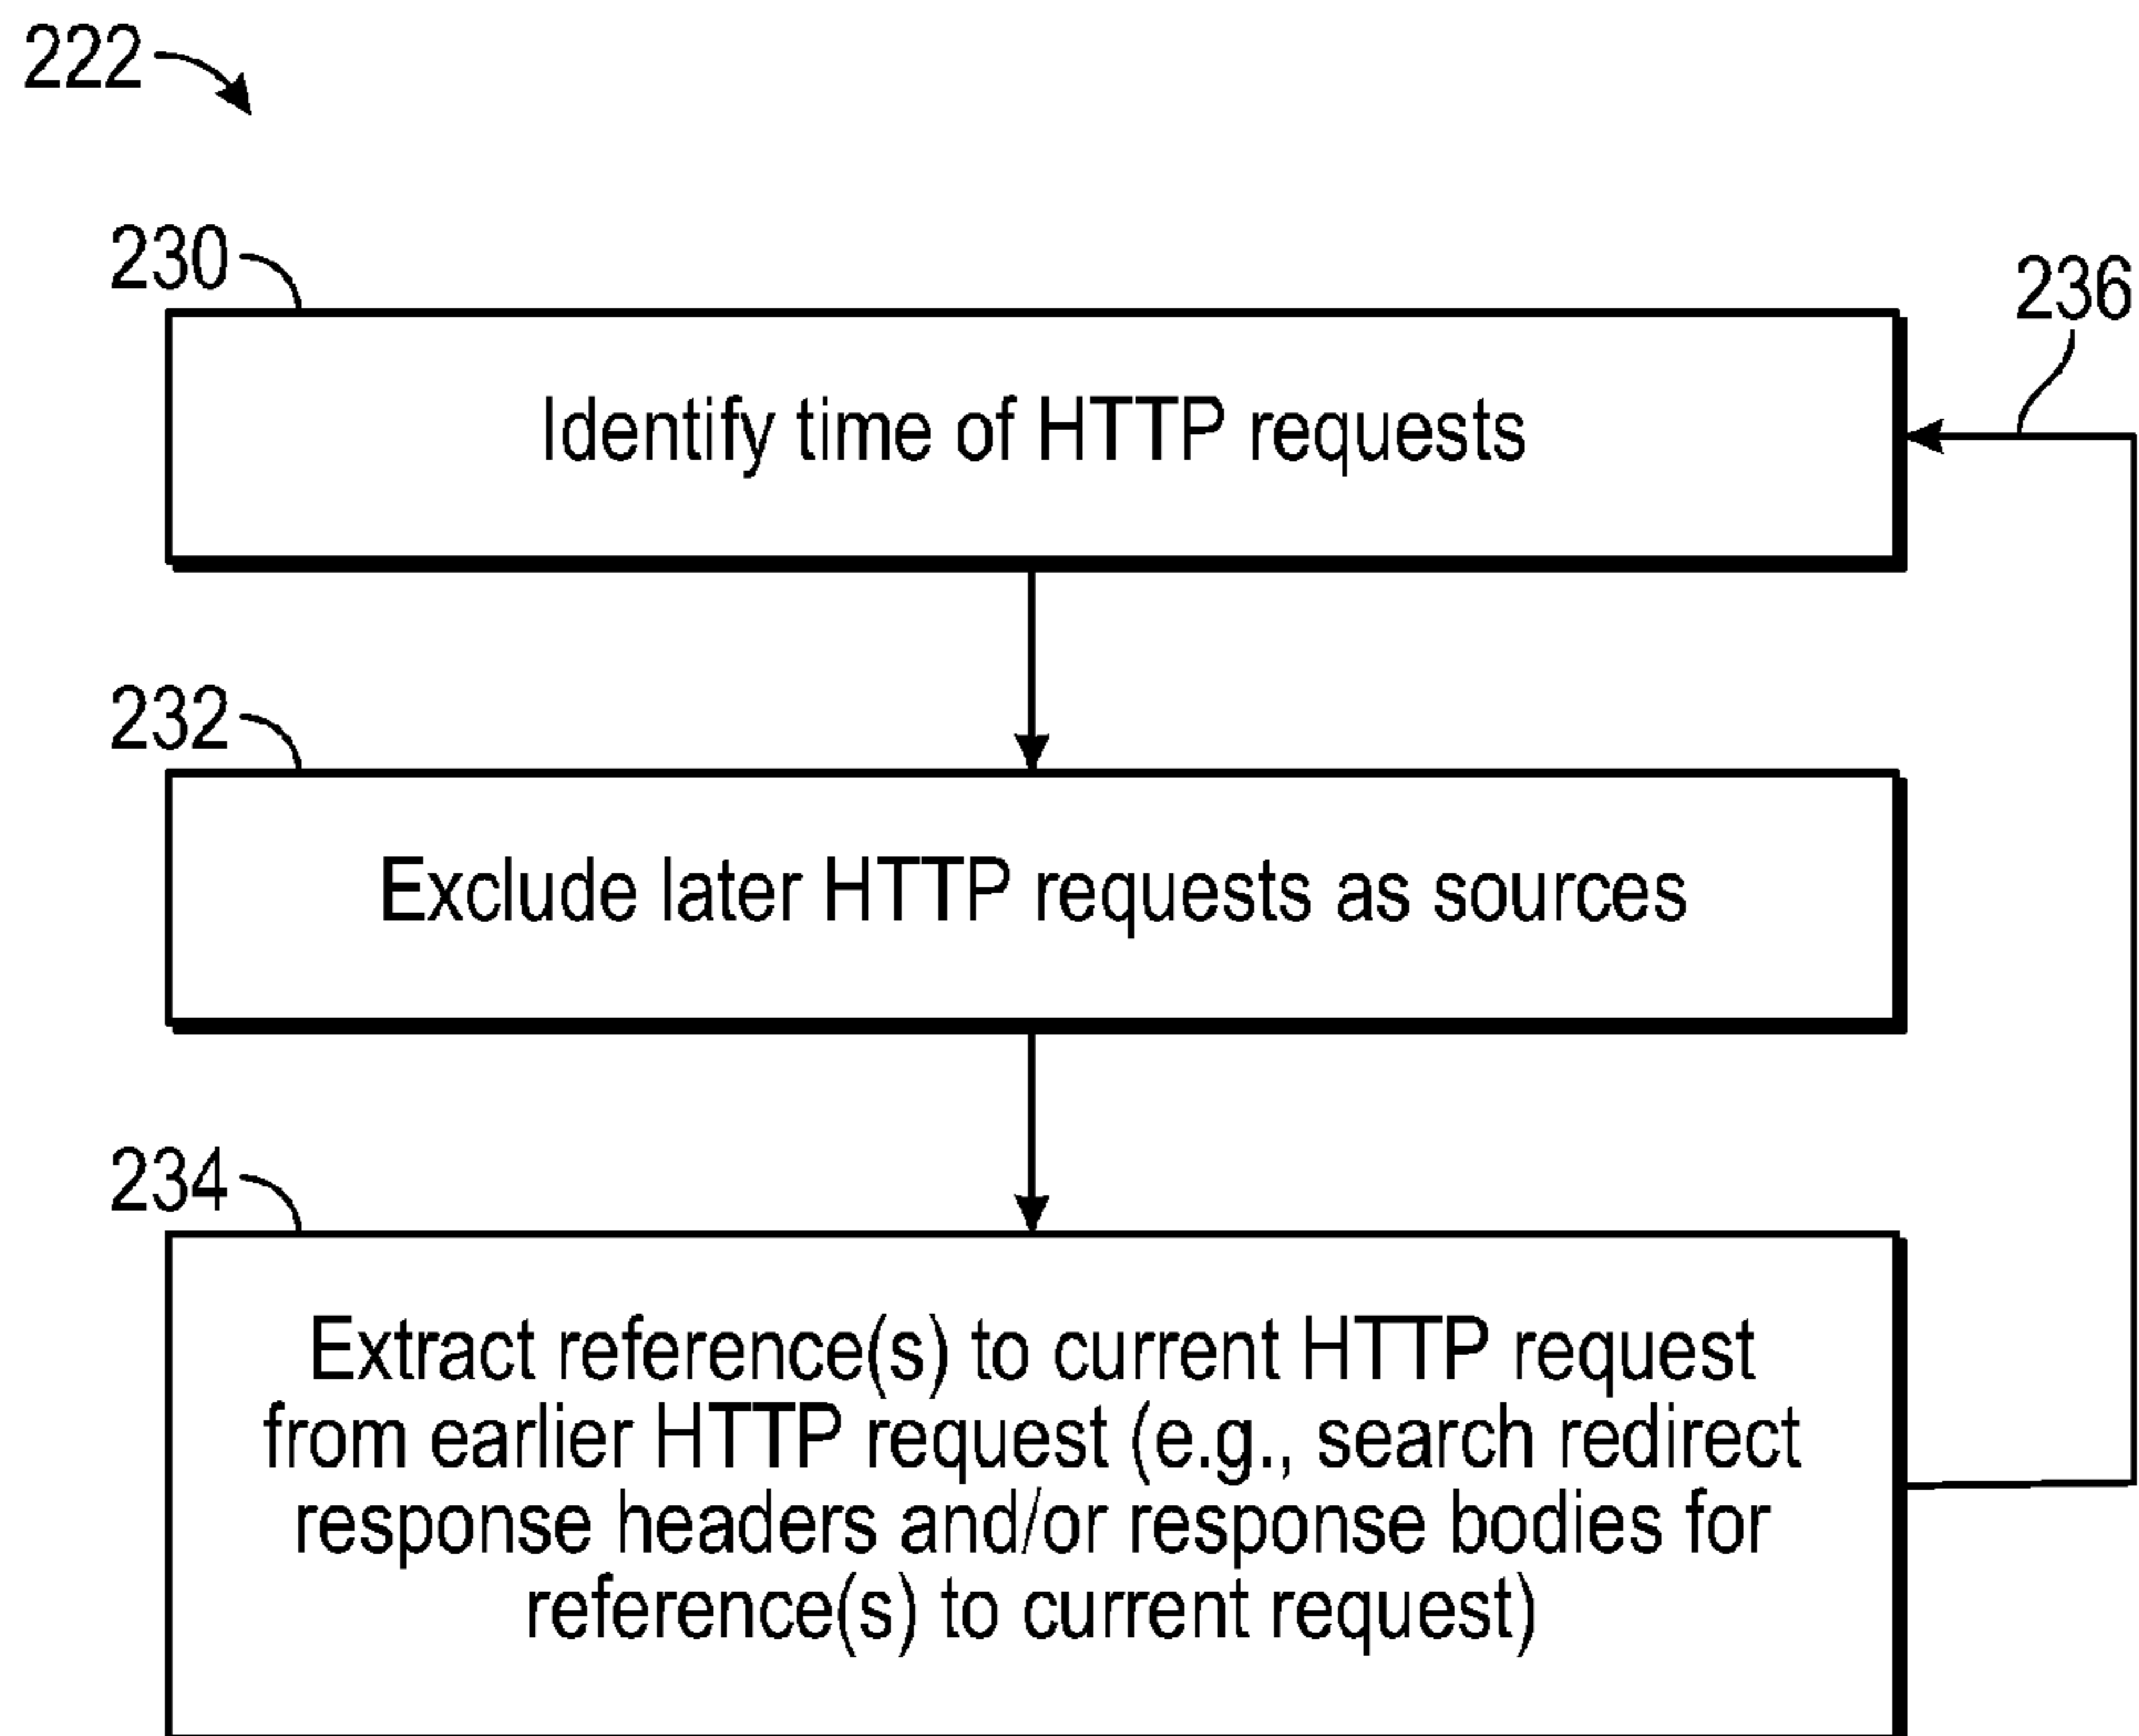 222
230
236
Identify time of HTTP requests
232
Exclude later HTTP requests as sources
234
Extract reference(s) to current HTTP request
from earlier HTTP request (e.g., search redirect
response headers and/or response bodies for
reference(s) to current request)